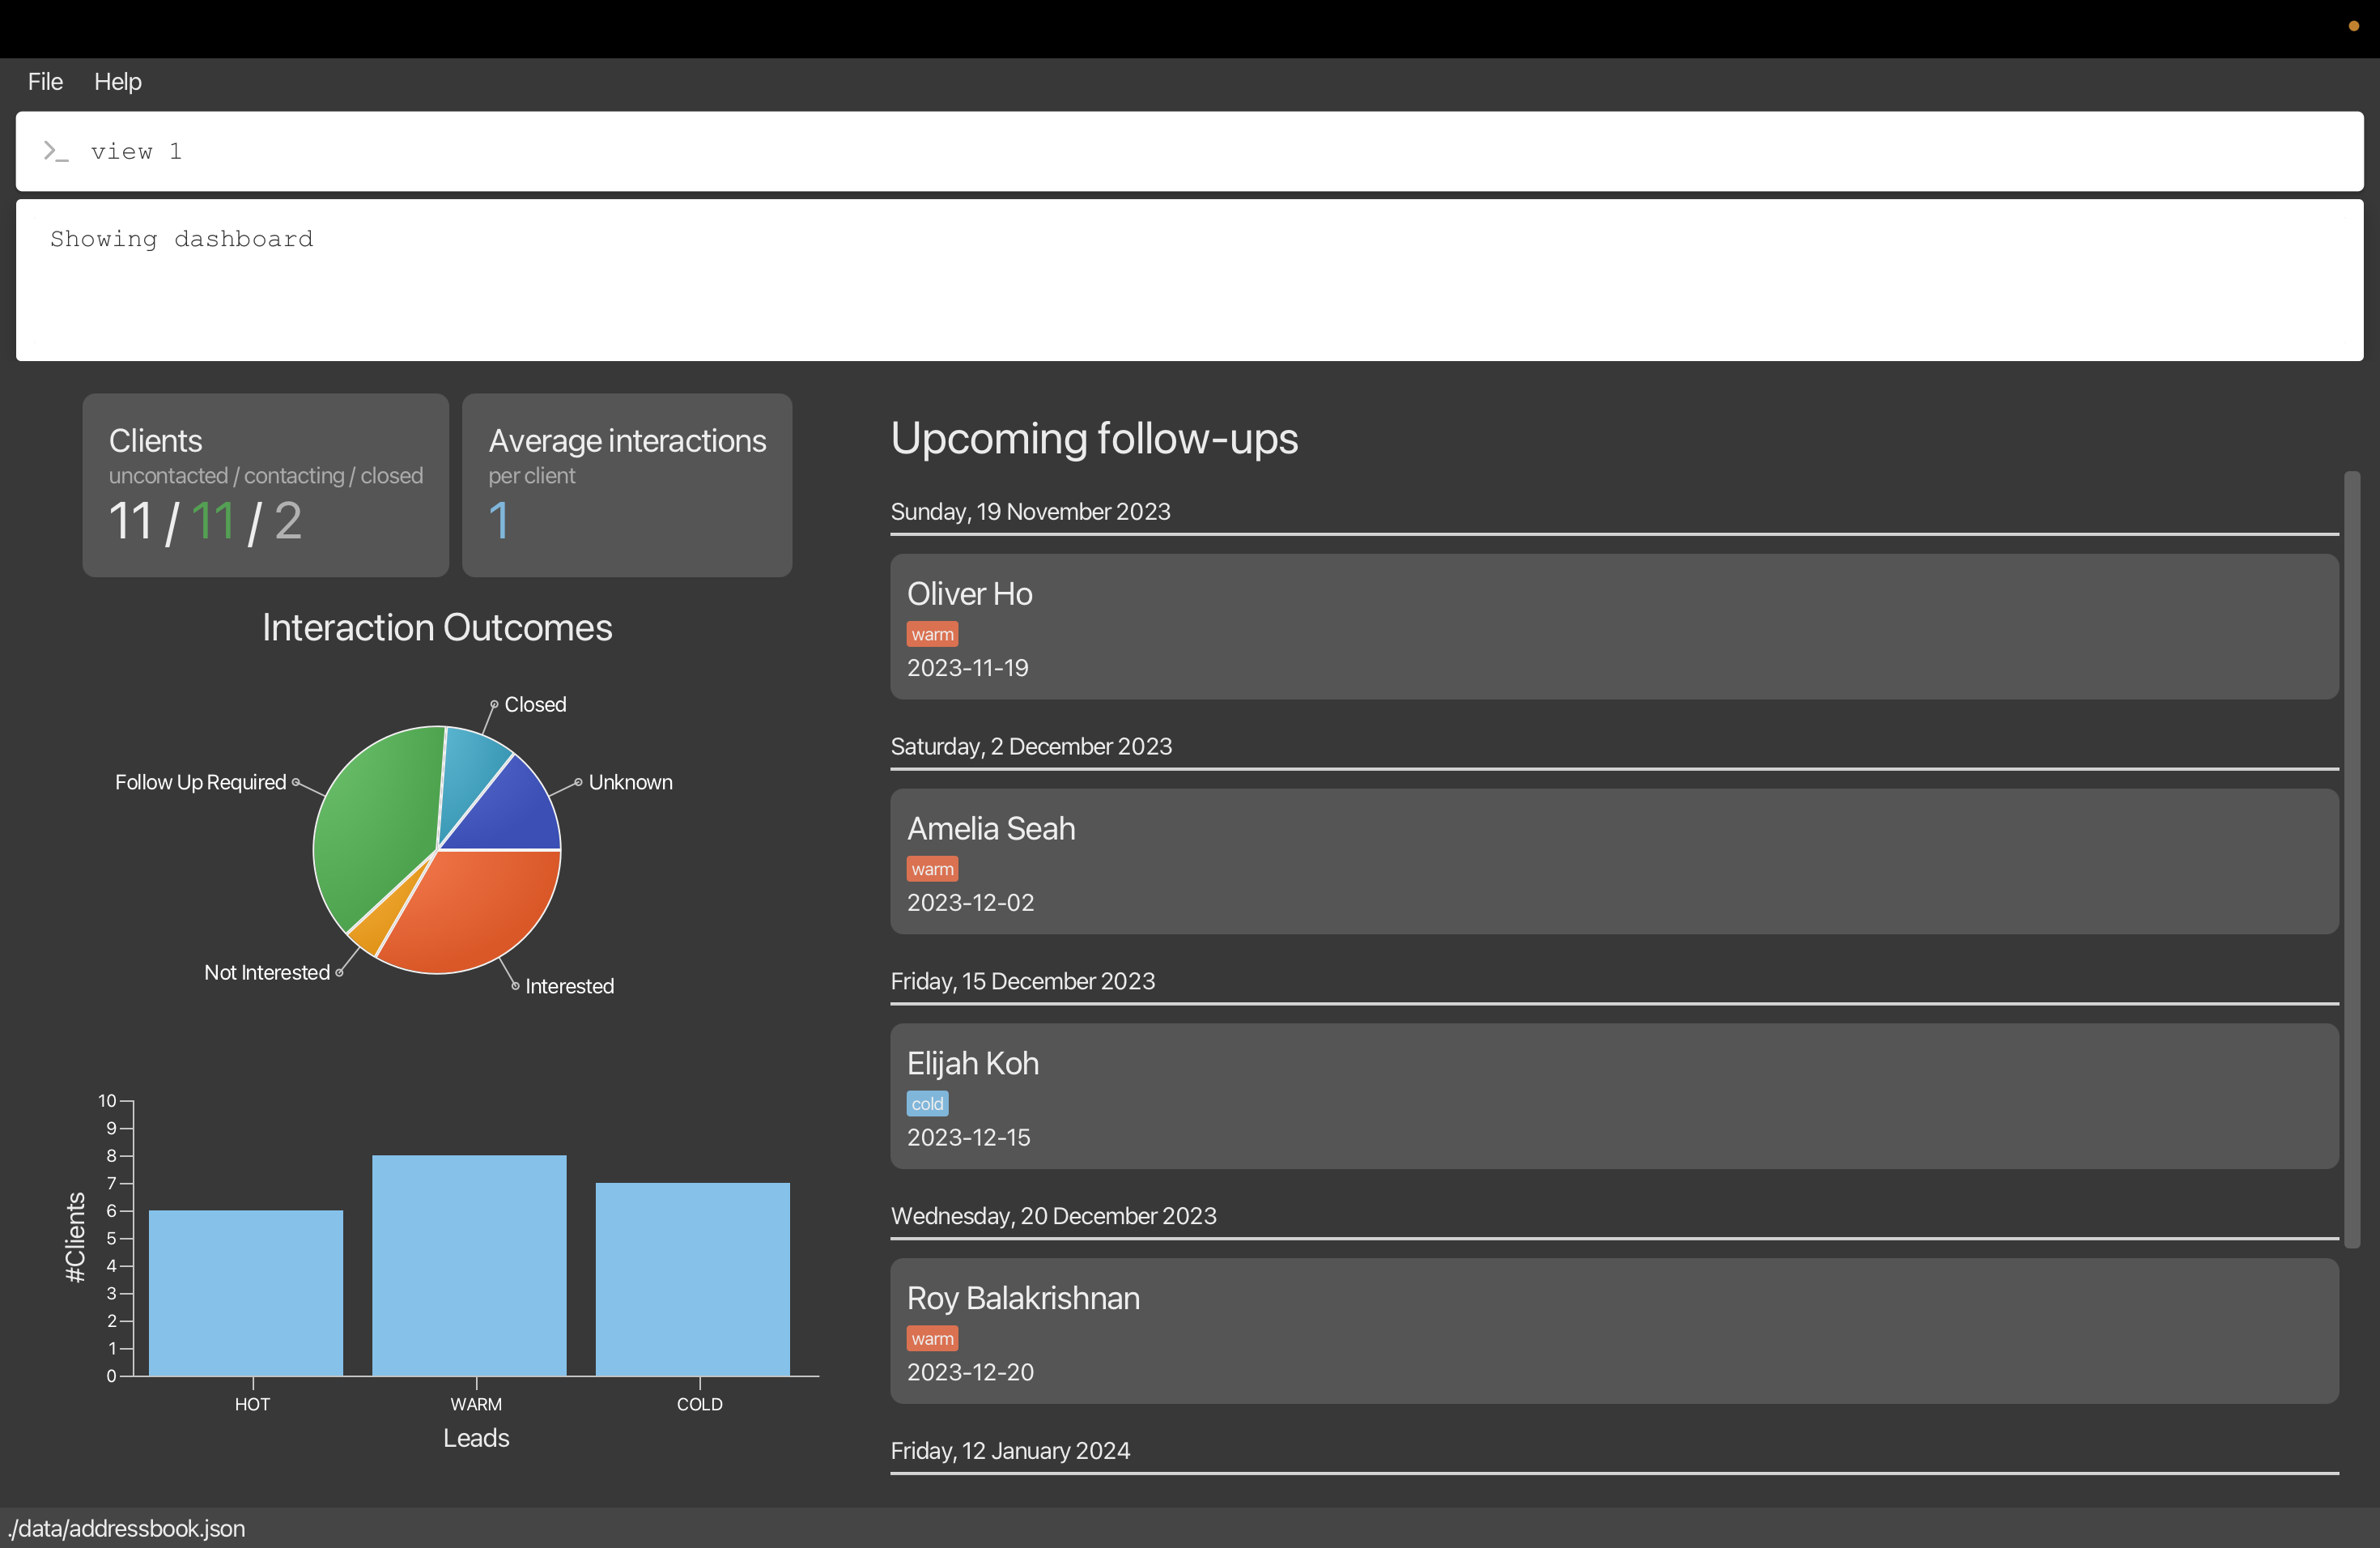 File Help
>_ view 1
Showing dashboard
Clients
uncontacted / contacting / closed
11 / 11 / 2
Average interactions
per client
1
Interaction Outcomes
Closed
Unknown
Follow Up Required
Not Interested
Interested
10
9
8
7
6
5
4
3
2
1
0
#Clients
HOT WARM COLD
Leads
Upcoming follow-ups
Sunday, 19 November 2023
Oliver Ho
warm
2023-11-19
Saturday, 2 December 2023
Amelia Seah
warm
2023-12-02
Friday, 15 December 2023
Elijah Koh
cold
2023-12-15
Wednesday, 20 December 2023
Roy Balakrishnan
warm
2023-12-20
Friday, 12 January 2024
./data/addressbook.json